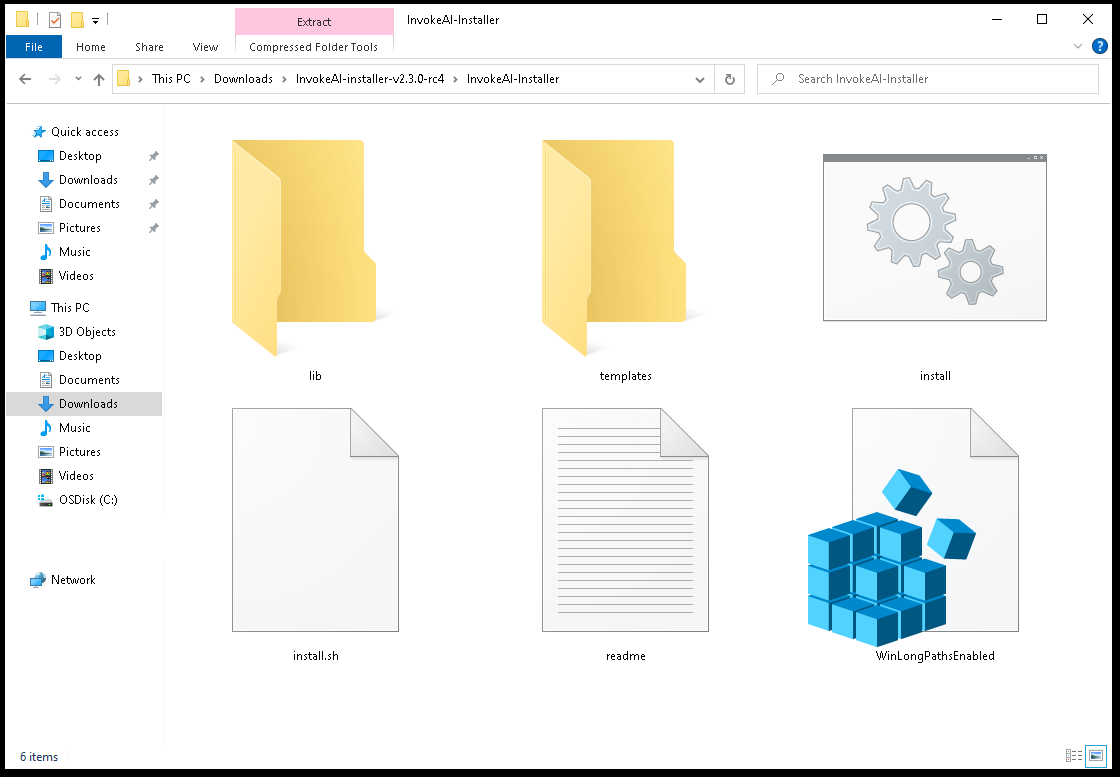 Extract
InvokeAI-Installer
File
Home
Share
View
Compressed Folder Tools
?
This PC > Downloads > InvokeAI-installer-v2.3.0-rc4 > InvokeAI-Installer
Search InvokeAI-Installer
Quick access
Desktop
Downloads
Documents
Pictures
Music
Videos
This PC
3D Objects
Desktop
Documents
Downloads
Music
Pictures
Videos
OSDisk (C:)
Network
lib
templates
install
install.sh
readme
WinLongPathsEnabled
6 items